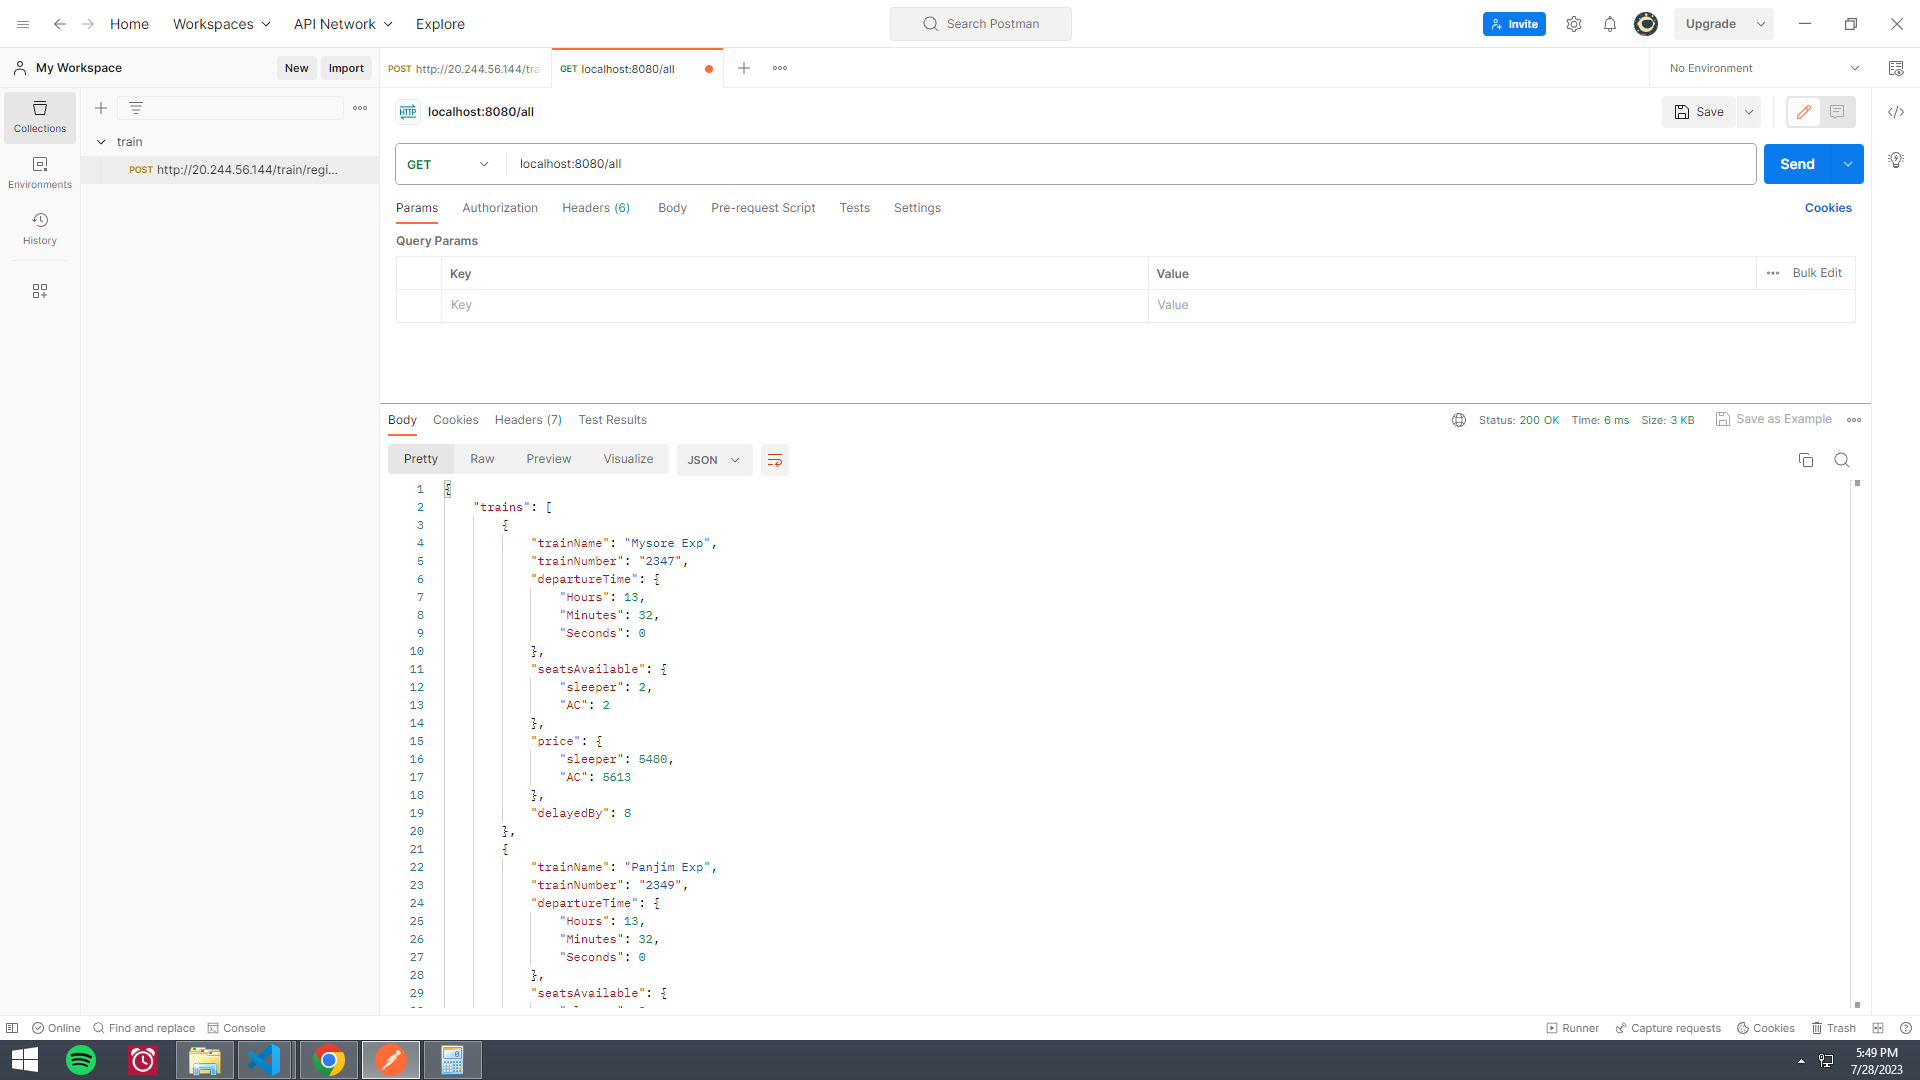 Home Workspaces API Network Explore Search Postman Invite Upgrade
My Workspace New Import POST http://20.244.56.144/tra GET localhost:8080/all No Environment
Collections
Environments
History
train
POST http://20.244.56.144/train/regi...
HTTP localhost:8080/all Save
GET localhost:8080/all Send
Params Authorization Headers (6) Body Pre-request Script Tests Settings Cookies
Query Params
Key Value Bulk Edit
Key Value
Body Cookies Headers (7) Test Results Status: 200 OK Time: 6 ms Size: 3 KB Save as Example
Pretty Raw Preview Visualize JSON
1 {
2 "trains": [
3 {
4 "trainName": "Mysore Exp",
5 "trainNumber": "2347",
6 "departureTime": {
7 "Hours": 13,
8 "Minutes": 32,
9 "Seconds": 0
10 },
11 "seatsAvailable": {
12 "sleeper": 2,
13 "AC": 2
14 },
15 "price": {
16 "sleeper": 5480,
17 "AC": 5613
18 },
19 "delayedBy": 8
20 },
21 {
22 "trainName": "Panjim Exp",
23 "trainNumber": "2349",
24 "departureTime": {
25 "Hours": 13,
26 "Minutes": 32,
27 "Seconds": 0
28 },
29 "seatsAvailable": {
Online Find and replace Console Runner Capture requests Cookies Trash
5:49 PM
7/28/2023